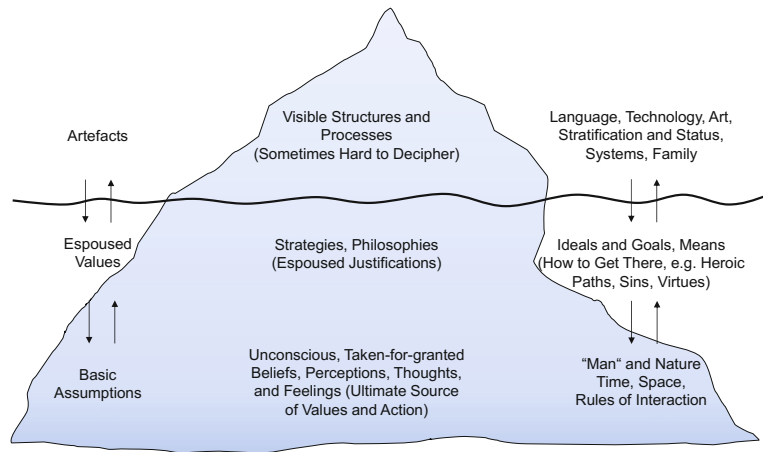 Artefacts
Visible Structures and
Processes
(Sometimes Hard to Decipher)
Language, Technology, Art,
Stratification and Status,
Systems, Family
Espoused
Values
Strategies, Philosophies
(Espoused Justifications)
Ideals and Goals, Means
(How to Get There, e.g. Heroic
Paths, Sins, Virtues)
Basic
Assumptions
Unconscious, Taken-for-granted
Beliefs, Perceptions, Thoughts,
and Feelings (Ultimate Source
of Values and Action)
“Man“ and Nature
Time, Space,
Rules of Interaction